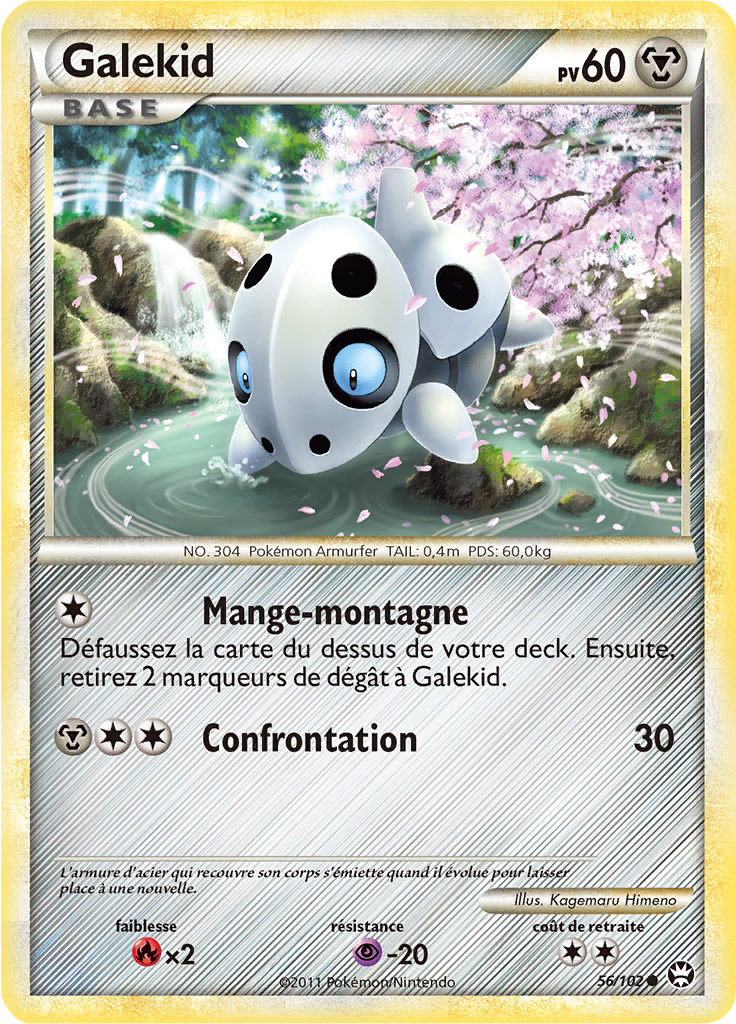 Galekid
PV 60
BASE
NO. 304 Pokémon Armurfer TAIL: 0,4m PDS: 60,0kg
Mange-montagne
Défaussez la carte du dessus de votre deck. Ensuite,
retirez 2 marqueurs de dégât à Galekid.
Confrontation 30
L'armure d'acier qui recouvre son corps s'émiette quand il évolue pour laisser
place à une nouvelle.
Illus. Kagemaru Himeno
faiblesse résistance coût de retraite
×2 -20
©2011 Pokémon/Nintendo 56/102